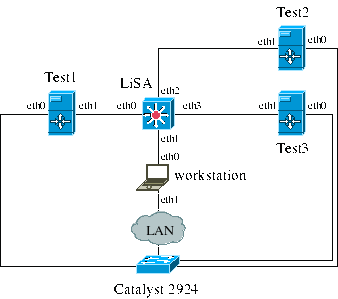 Test2
eth1 eth0
Test1
LiSA
eth2
eth0 eth1
eth0
eth3
eth1 eth0
eth1
Test3
eth0
workstation
eth1
LAN
Catalyst 2924